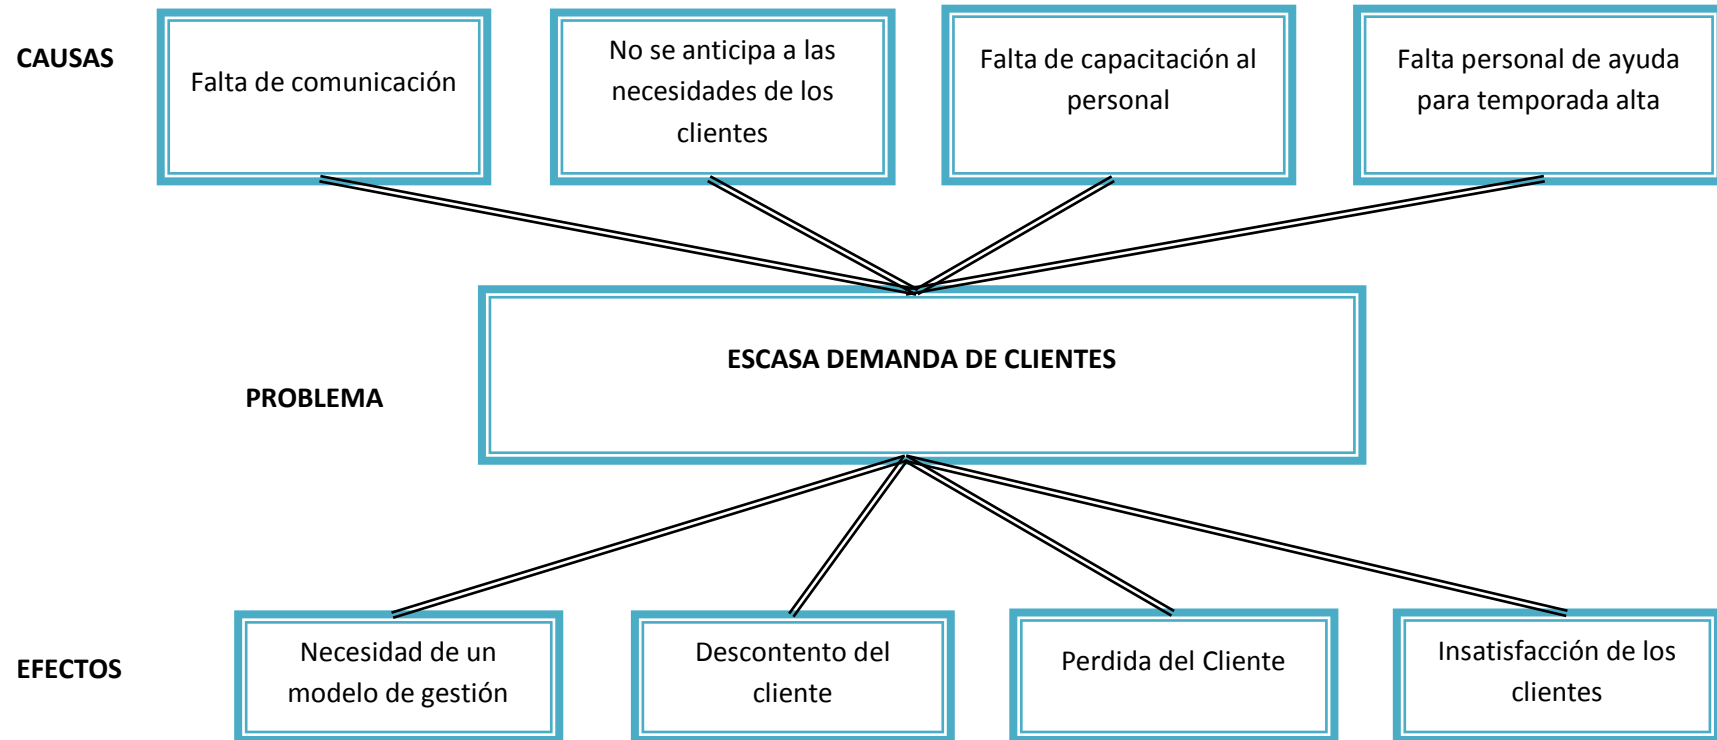 CAUSAS
Falta de comunicación
No se anticipa a las
necesidades de los
clientes
Falta de capacitación al
personal
Falta personal de ayuda
para temporada alta
PROBLEMA
ESCASA DEMANDA DE CLIENTES
EFECTOS
Necesidad de un
modelo de gestión
Descontento del
cliente
Perdida del Cliente
Insatisfacción de los
clientes